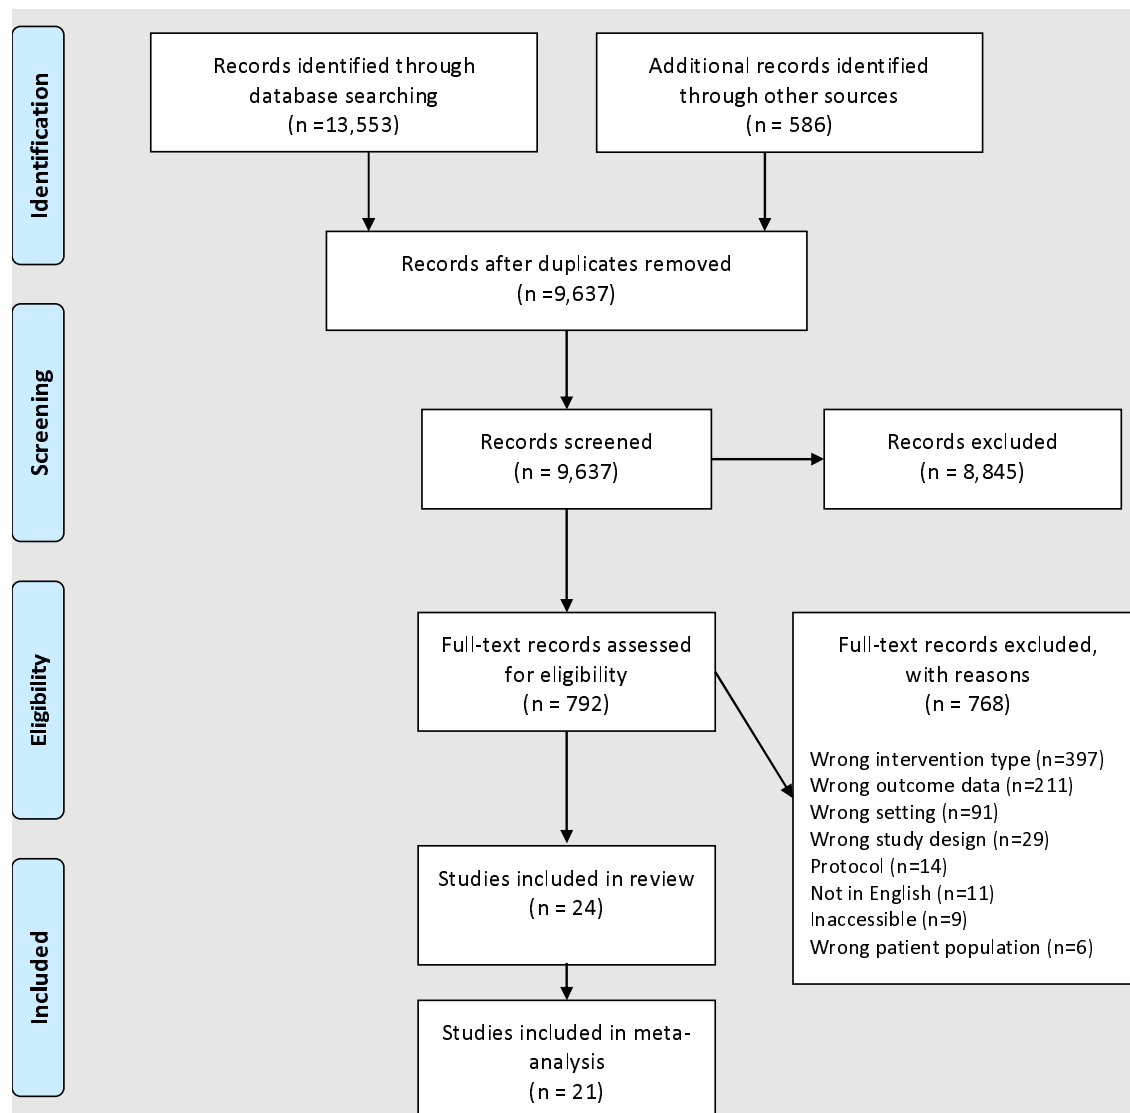 Identification
Records identified through
database searching
(n =13,553)
Additional records identified
through other sources
(n = 586)
Records after duplicates removed
(n =9,637)
Screening
Records screened
(n = 9,637)
Records excluded
(n = 8,845)
Eligibility
Full-text records assessed
for eligibility
(n = 792)
Full-text records excluded,
with reasons
(n = 768)
Wrong intervention type (n=397)
Wrong outcome data (n=211)
Wrong setting (n=91)
Wrong study design (n=29)
Protocol (n=14)
Not in English (n=11)
Inaccessible (n=9)
Wrong patient population (n=6)
Included
Studies included in review
(n = 24)
Studies included in meta-
analysis
(n = 21)